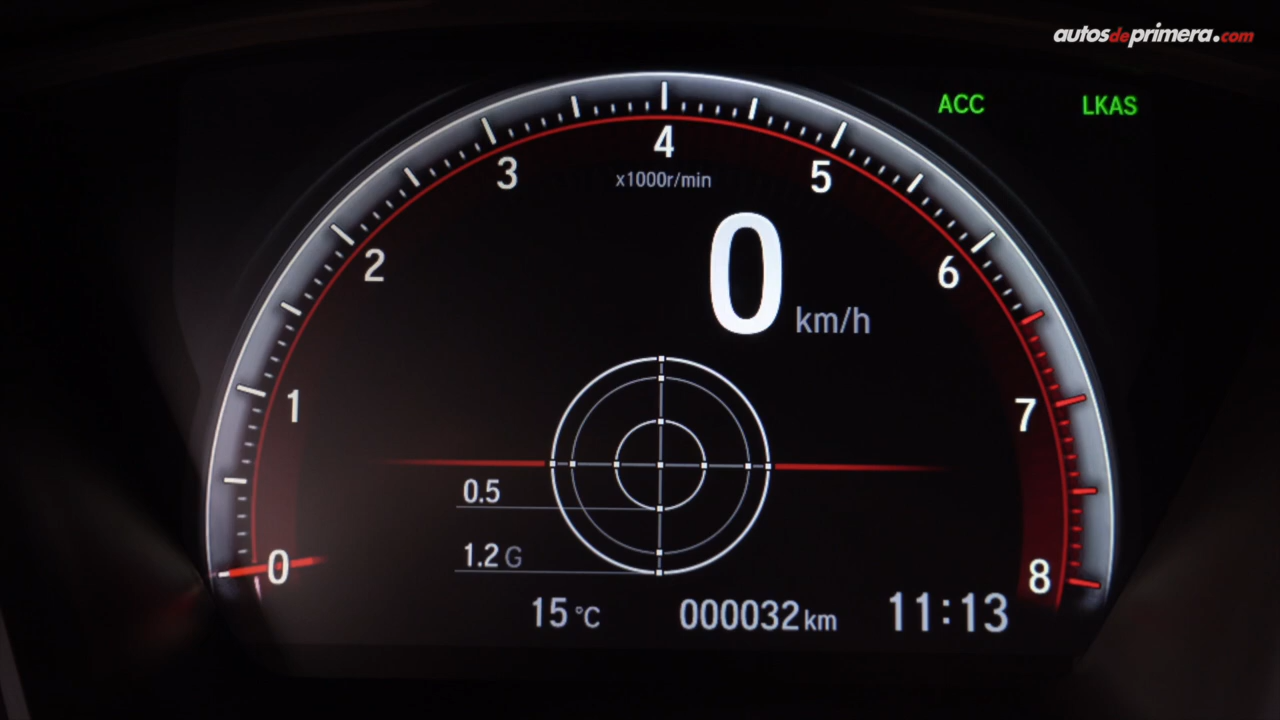 autosdeprimera.com
ACC LKAS
4
3 5
x1000r/min
2 6
0 km/h
1 7
0.5
1.2 G
0 8
15 °C 000032 km 11:13